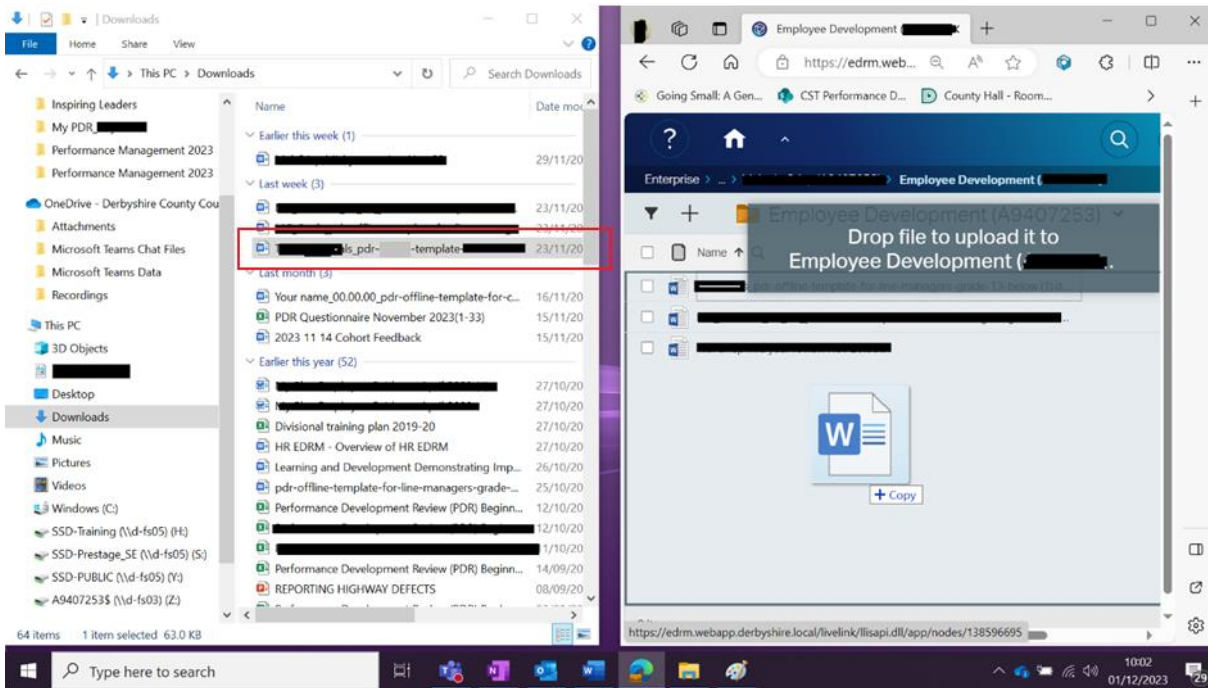 Downloads
File Home Share View
This PC > Downloads
Search Downloads
Inspiring Leaders
My PDR_
Performance Management 2023
Performance Management 2023
OneDrive - Derbyshire County Cou
Attachments
Microsoft Teams Chat Files
Microsoft Teams Data
Recordings
This PC
3D Objects
Desktop
Downloads
Music
Pictures
Videos
Windows (C:)
SSD-Training (\\d-fs05) (H:)
SSD-Prestage_SE (\\d-fs05) (S:)
SSD-PUBLIC (\\d-fs05) (Y:)
A9407253$ (\\d-fs03) (Z:)
64 items 1 item selected 63.0 KB
Name Date mo
Earlier this week (1)
29/11/20
Last week (3)
23/11/20
23/11/20
als_pdr- -template- 23/11/20
Last month (3)
Your name_00.00.00_pdr-offline-template-for-c... 16/11/20
PDR Questionnaire November 2023(1-33) 15/11/20
2023 11 14 Cohort Feedback 15/11/20
Earlier this year (52)
27/10/20
27/10/20
Divisional training plan 2019-20 27/10/20
HR EDRM - Overview of HR EDRM 27/10/20
Learning and Development Demonstrating Imp... 26/10/20
pdr-offline-template-for-line-managers-grade-... 25/10/20
Performance Development Review (PDR) Beginn... 12/10/20
12/10/20
1/10/20
Performance Development Review (PDR) Beginn... 14/09/20
REPORTING HIGHWAY DEFECTS 08/09/20
Employee Development (
https://edrm.web...
Going Small: A Gen... CST Performance D... County Hall - Room...
Enterprise > ... > Employee Development (
Employee Development (A9407253)
Drop file to upload it to
Employee Development ( ..
Name
W
+ Copy
https://edrm.webapp.derbyshire.local/livelink/llisapi.dll/app/nodes/138596695
Type here to search
10:02
01/12/2023
29